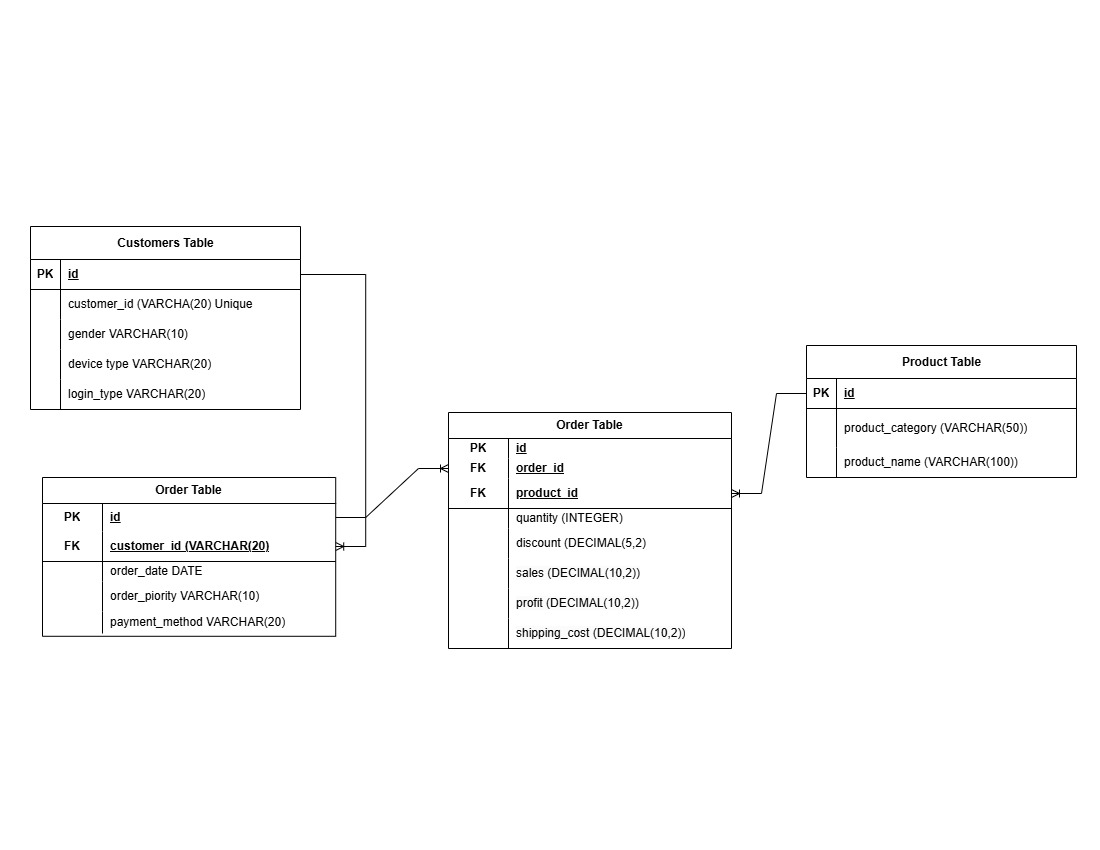 Customers Table
PK id
customer_id (VARCHA(20) Unique
gender VARCHAR(10)
device type VARCHAR(20)
login_type VARCHAR(20)
Order Table
PK id
FK customer_id (VARCHAR(20)
order_date DATE
order_piority VARCHAR(10)
payment_method VARCHAR(20)
Order Table
PK id
FK order_id
FK product_id
quantity (INTEGER)
discount (DECIMAL(5,2)
sales (DECIMAL(10,2))
profit (DECIMAL(10,2))
shipping_cost (DECIMAL(10,2))
Product Table
PK id
product_category (VARCHAR(50))
product_name (VARCHAR(100))